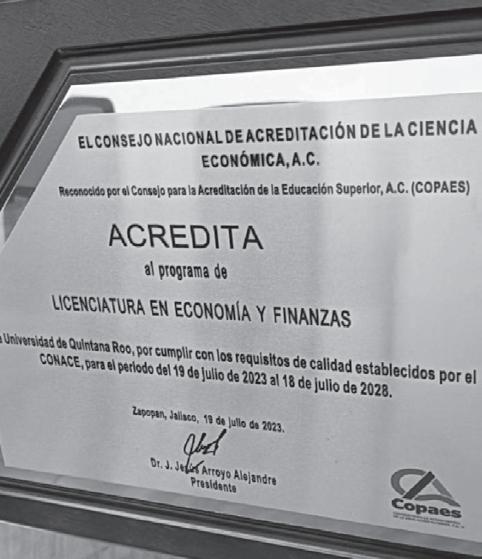 EL CONSEJO NACIONAL DE ACREDITACIÓN DE LA CIENCIA
ECONÓMICA, A.C.
Reconocido por el Consejo para la Acreditación de la Educación Superior, A.C. (COPAES)
ACREDITA
al programa de
LICENCIATURA EN ECONOMÍA Y FINANZAS
Universidad de Quintana Roo, por cumplir con los requisitos de calidad establecidos por el
CONACE, para el periodo del 19 de julio de 2023 al 18 de julio de 2028.
Zapopan, Jalisco, 19 de julio de 2023.
Dr. J. Jesús Arroyo Alejandre
Presidente
Copaes